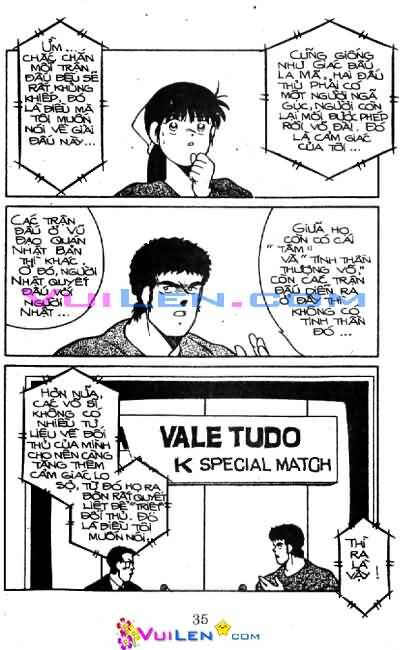 CŨNG GIỐNG
NHƯ GIÁC ĐẤU
LA MÃ, HAI ĐẤU
THỦ PHẢI CÓ
MỘT NGƯỜI NGÃ
GỤC, NGƯỜI CÒN
LẠI MỚI ĐƯỢC PHÉP
RỜI VÕ ĐÀI. ĐÓ
LÀ CẢM GIÁC
CỦA TÔI...
ỪM...
CHẮC CHẮN
MỖI TRẬN
ĐẤU ĐỀU SẼ
RẤT KHỦNG
KHIẾP. ĐÓ
LÀ ĐIỀU MÀ
TÔI MUỐN
NÓI VỀ GIẢI
ĐẤU NÀY...
GIỮA HỌ
CÒN CÓ CÁI
"TÂM"
VÀ "TINH THẦN
THƯỢNG VÕ".
CÒN CÁC TRẬN
ĐẤU DIỄN RA
Ở ĐÂY THÌ
KHÔNG CÓ
TINH THẦN
ĐÓ...
CÁC TRẬN
ĐẤU Ở VŨ
ĐẠO QUÁN
NHẬT BẢN
THÌ KHÁC.
Ở ĐÓ, NGƯỜI
NHẬT QUYẾT
ĐẤU VỚI
NGƯỜI
NHẬT...
VUILEN.COM
HƠN NỮA,
CÁC VÕ SĨ
KHÔNG CÓ
NHIỀU TƯ
LIỆU VỀ ĐỐI
THỦ CỦA MÌNH
CHO NÊN CÀNG
TĂNG THÊM
CẢM GIÁC LO
SỢ, TỪ ĐÓ HỌ RA
ĐÒN RẤT QUYẾT
LIỆT ĐỂ "TRIỆT"
ĐỐI THỦ. ĐÓ
LÀ ĐIỀU TÔI
MUỐN NÓI...
A VALE TUDO
K SPECIAL MATCH
THÌ
RA
LÀ
VẬY!
35
VUILEN.COM